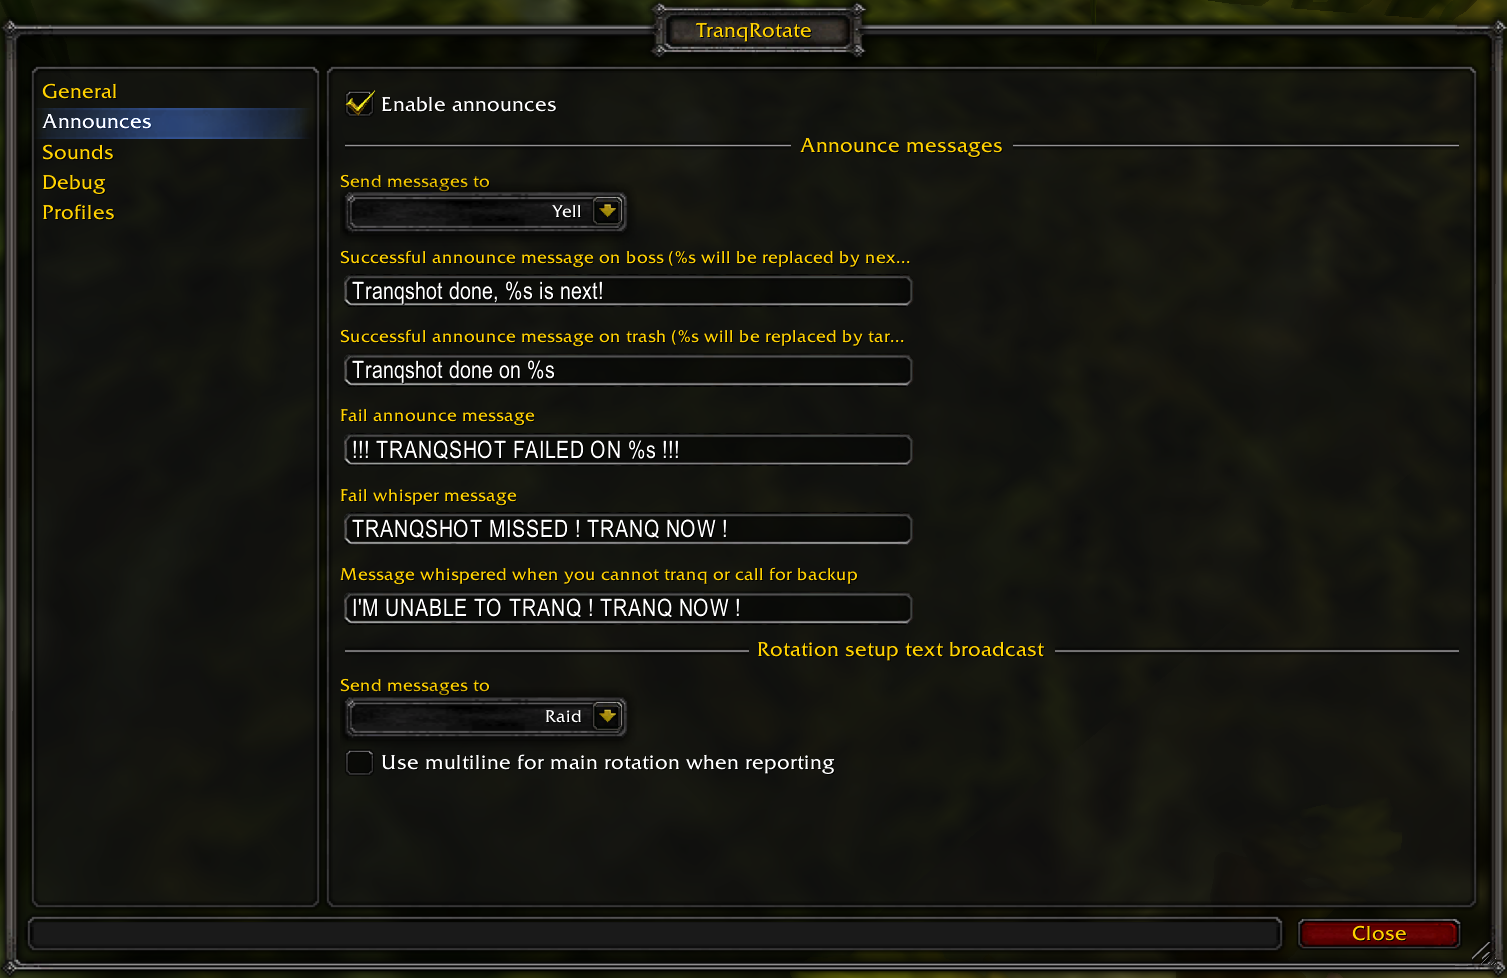 TranqRotate
General
Announces
Sounds
Debug
Profiles
Enable announces
Announce messages
Send messages to
Yell
Successful announce message on boss (%s will be replaced by nex...
Tranqshot done, %s is next!
Successful announce message on trash (%s will be replaced by tar...
Tranqshot done on %s
Fail announce message
!!! TRANQSHOT FAILED ON %s !!!
Fail whisper message
TRANQSHOT MISSED ! TRANQ NOW !
Message whispered when you cannot tranq or call for backup
I'M UNABLE TO TRANQ ! TRANQ NOW !
Rotation setup text broadcast
Send messages to
Raid
Use multiline for main rotation when reporting
Close